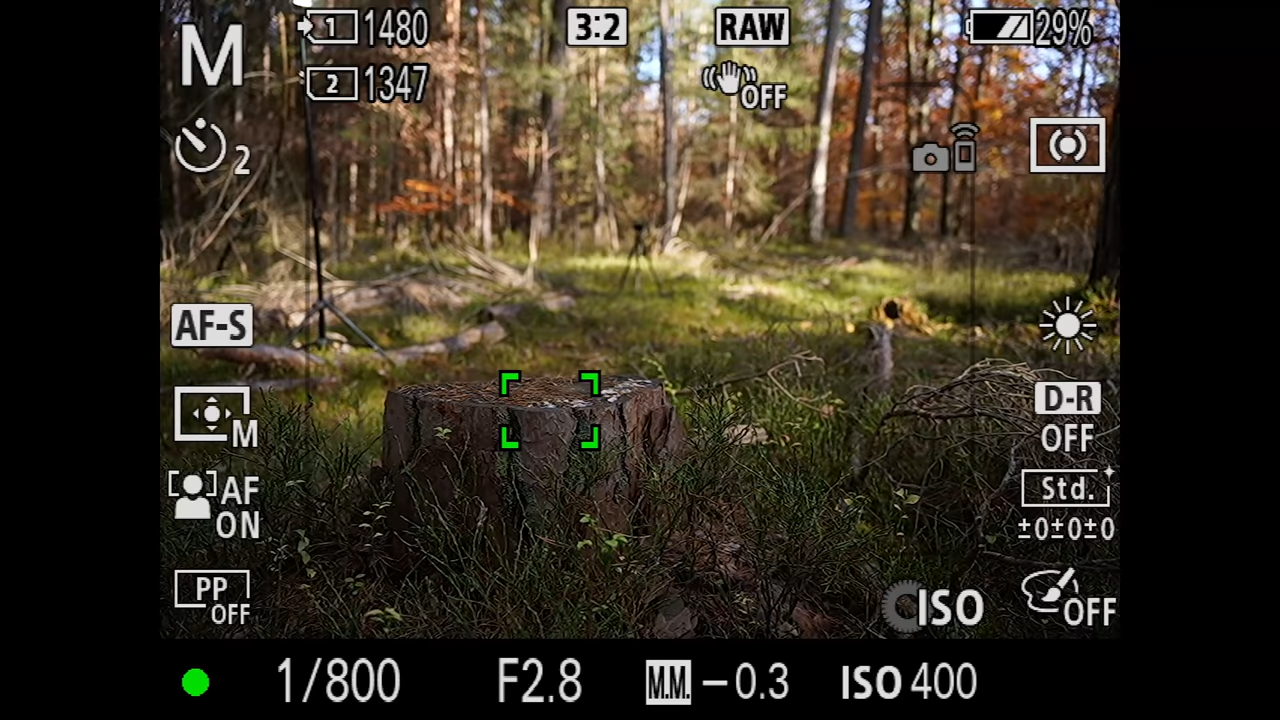 M
1 1480
3:2
RAW
29%
2 1347
OFF
2
AF-S
M
D-R
OFF
AF
ON
Std.
±0±0±0
PP
OFF
ISO
OFF
1/800 F2.8 M.M. –0.3 ISO 400